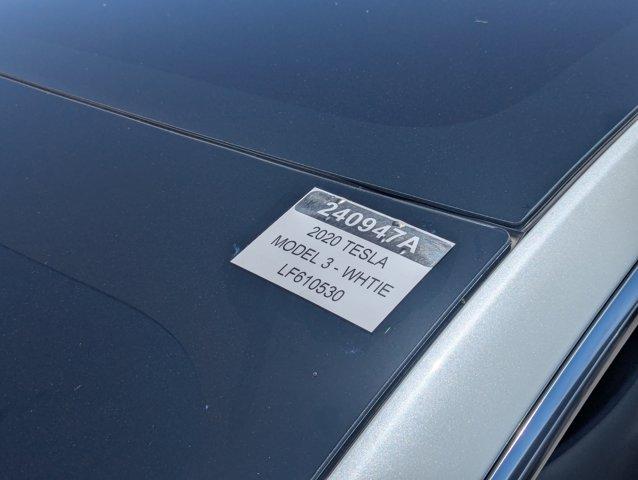 240947A
2020 TESLA
MODEL 3 - WHTIE
LF610530